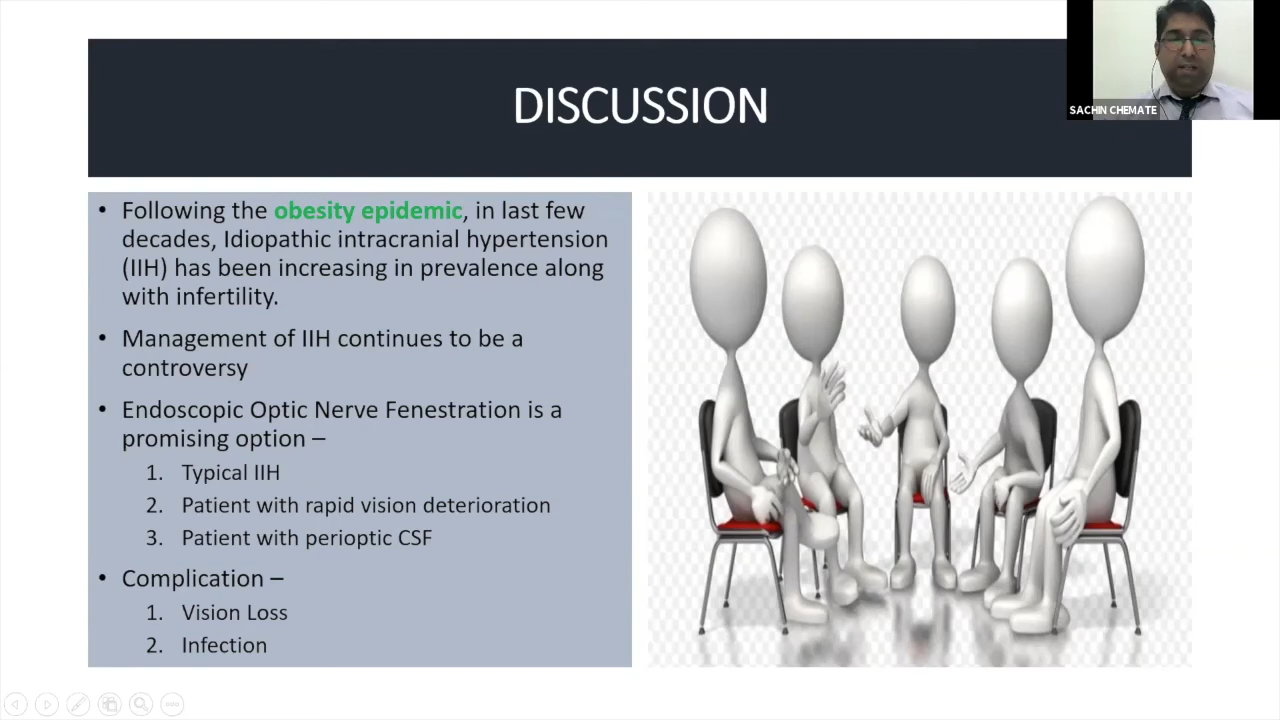 DISCUSSION
SACHIN CHEMATE
• Following the obesity epidemic, in last few
decades, Idiopathic intracranial hypertension
(IIH) has been increasing in prevalence along
with infertility.
• Management of IIH continues to be a
controversy
• Endoscopic Optic Nerve Fenestration is a
promising option –
1. Typical IIH
2. Patient with rapid vision deterioration
3. Patient with perioptic CSF
• Complication –
1. Vision Loss
2. Infection